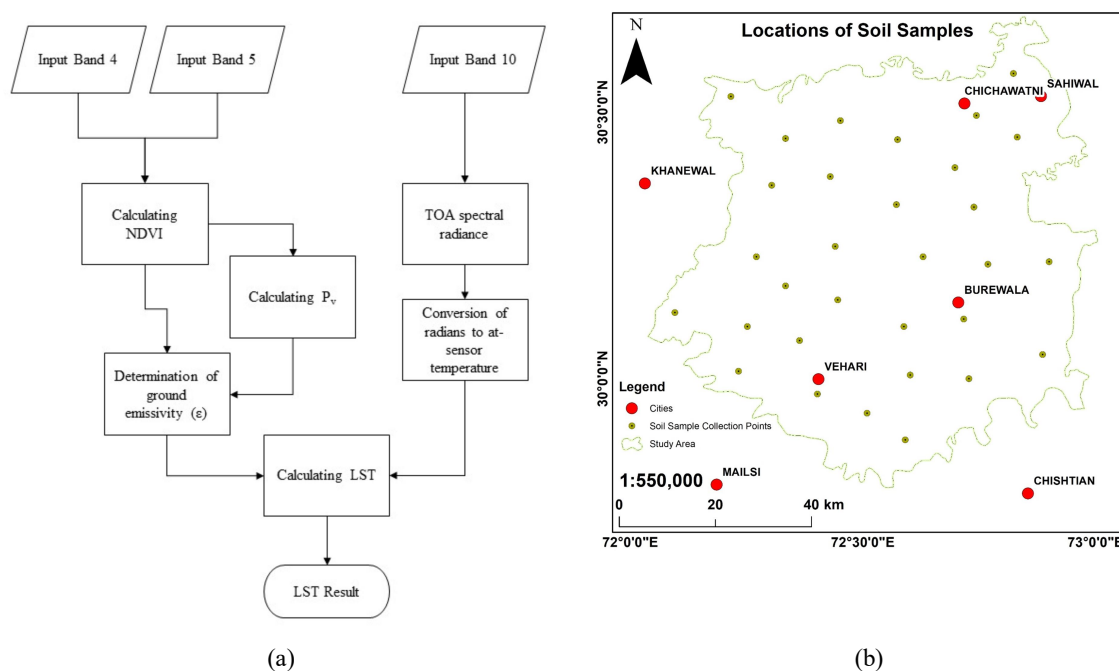 Input Band 4
Input Band 5
Input Band 10
Calculating
NDVI
TOA spectral
radiance
Calculating Pv
Conversion of
radians to at-
sensor
temperature
Determination of
ground
emissivity (ε)
Calculating LST
LST Result
(a)
Locations of Soil Samples
N
30°30'0"N
30°0'0"N
SAHIWAL
CHICHAWATNI
KHANEWAL
BUREWALA
VEHARI
MAILSI
CHISHTIAN
Legend
Cities
Soil Sample Collection Points
Study Area
1:550,000
0 20 40 km
72°0'0"E 72°30'0"E 73°0'0"E
(b)